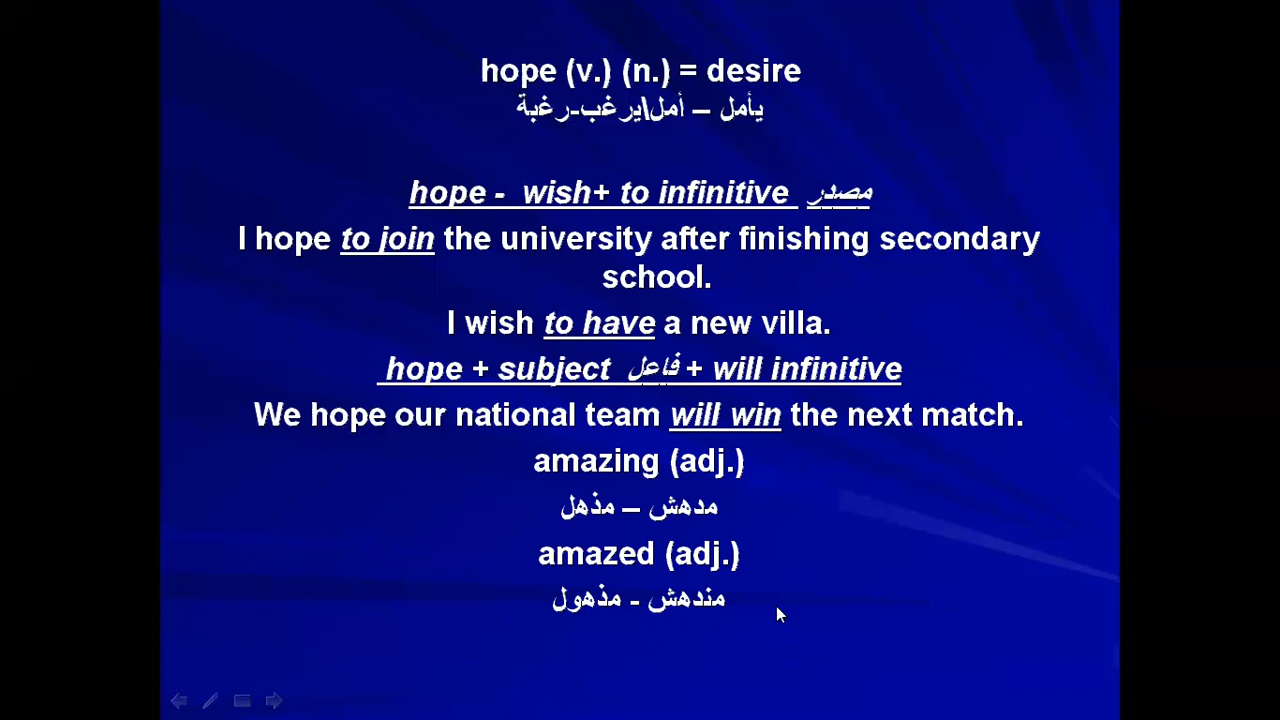 hope (v.) (n.) = desire
يأمل – أمل\يرغب-رغبة
hope - wish+ to infinitive مصدر
I hope to join the university after finishing secondary
school.
I wish to have a new villa.
hope + subject فاعل + will infinitive
We hope our national team will win the next match.
amazing (adj.)
مدهش – مذهل
amazed (adj.)
مندهش - مذهول